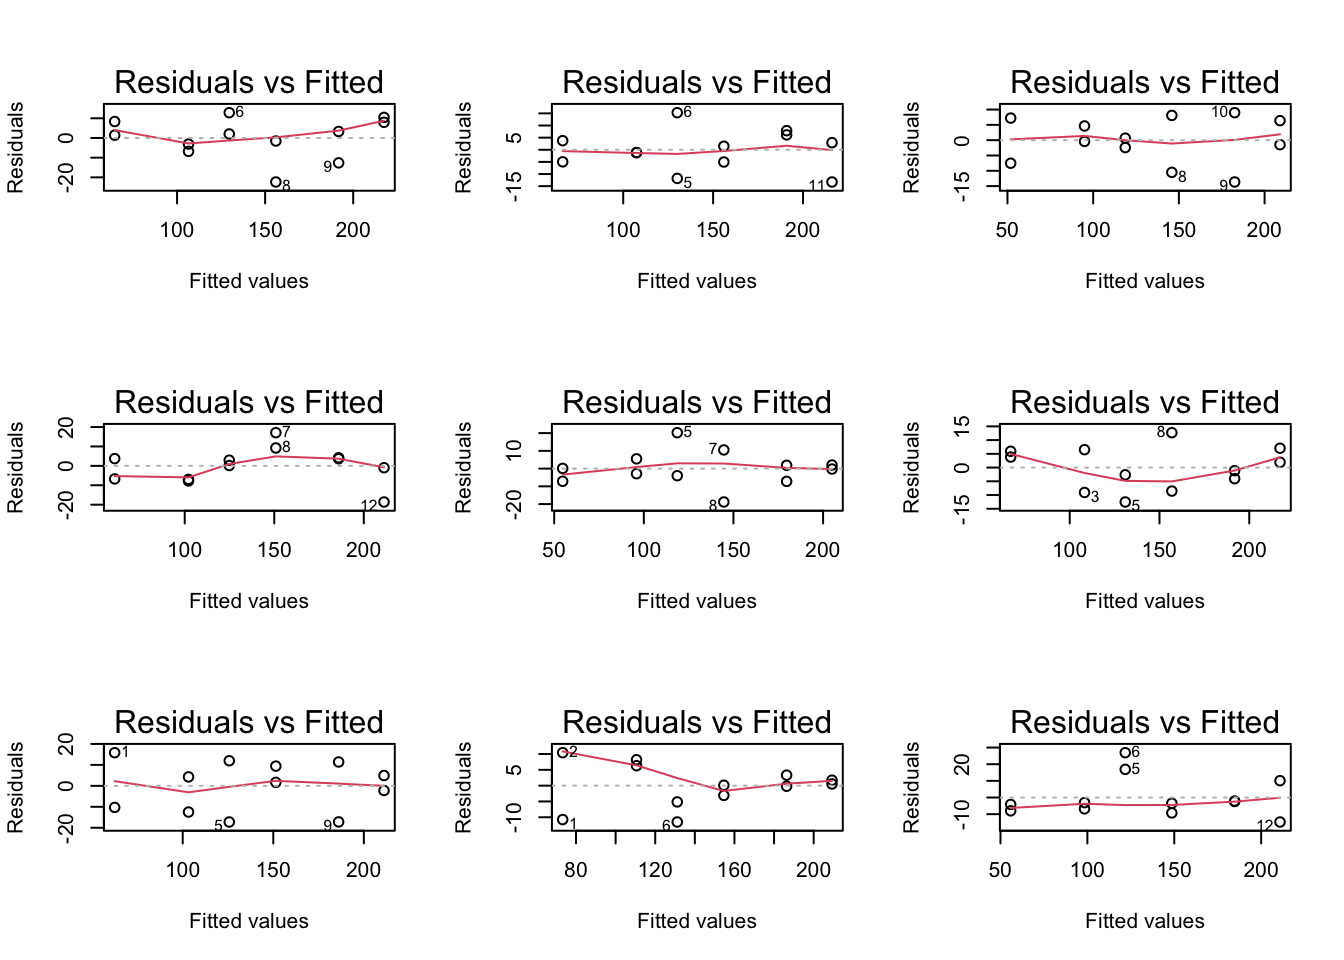 Residuals vs Fitted Residuals vs Fitted Residuals vs Fitted
Residuals 0 -20 6 8 9 Residuals 5 -15 6 5 11 Residuals 0 -15 10 8 9
100 150 200 100 150 200 50 100 150 200
Fitted values Fitted values Fitted values
Residuals vs Fitted Residuals vs Fitted Residuals vs Fitted
Residuals 20 0 -20 7 8 12 Residuals 10 -20 5 7 8 Residuals 15 0 -15 8 3 5
100 150 200 50 100 150 200 100 150 200
Fitted values Fitted values Fitted values
Residuals vs Fitted Residuals vs Fitted Residuals vs Fitted
Residuals 20 0 -20 1 5 9 Residuals 5 -10 2 1 6 Residuals 20 -10 6 5 12
100 150 200 80 120 160 200 50 100 150 200
Fitted values Fitted values Fitted values